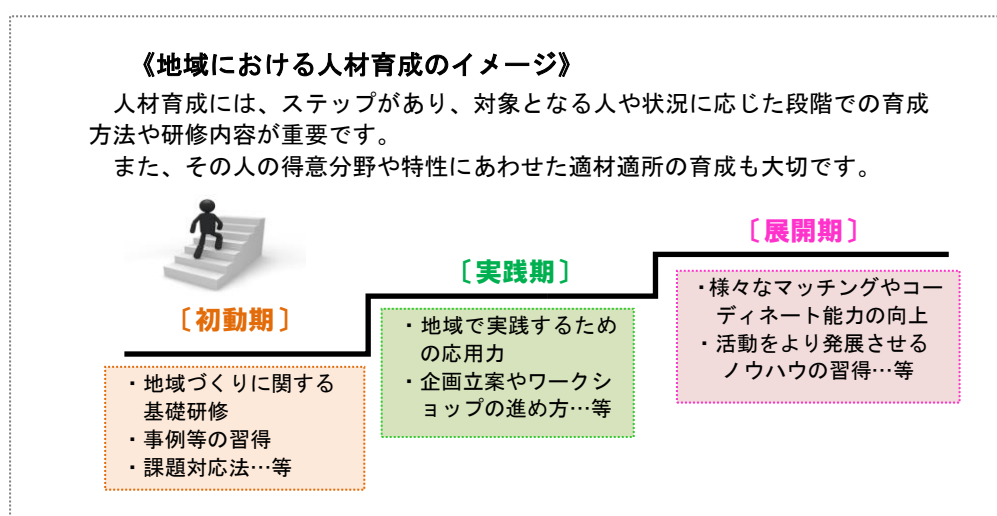 《地域における人材育成のイメージ》
人材育成には、ステップがあり、対象となる人や状況に応じた段階での育成
方法や研修内容が重要です。
また、その人の得意分野や特性にあわせた適材適所の育成も大切です。
〔初動期〕
・地域づくりに関する
基礎研修
・事例等の習得
・課題対応法…等
〔実践期〕
・地域で実践するため
の応用力
・企画立案やワークシ
ョップの進め方…等
〔展開期〕
・様々なマッチングやコー
ディネート能力の向上
・活動をより発展させる
ノウハウの習得…等